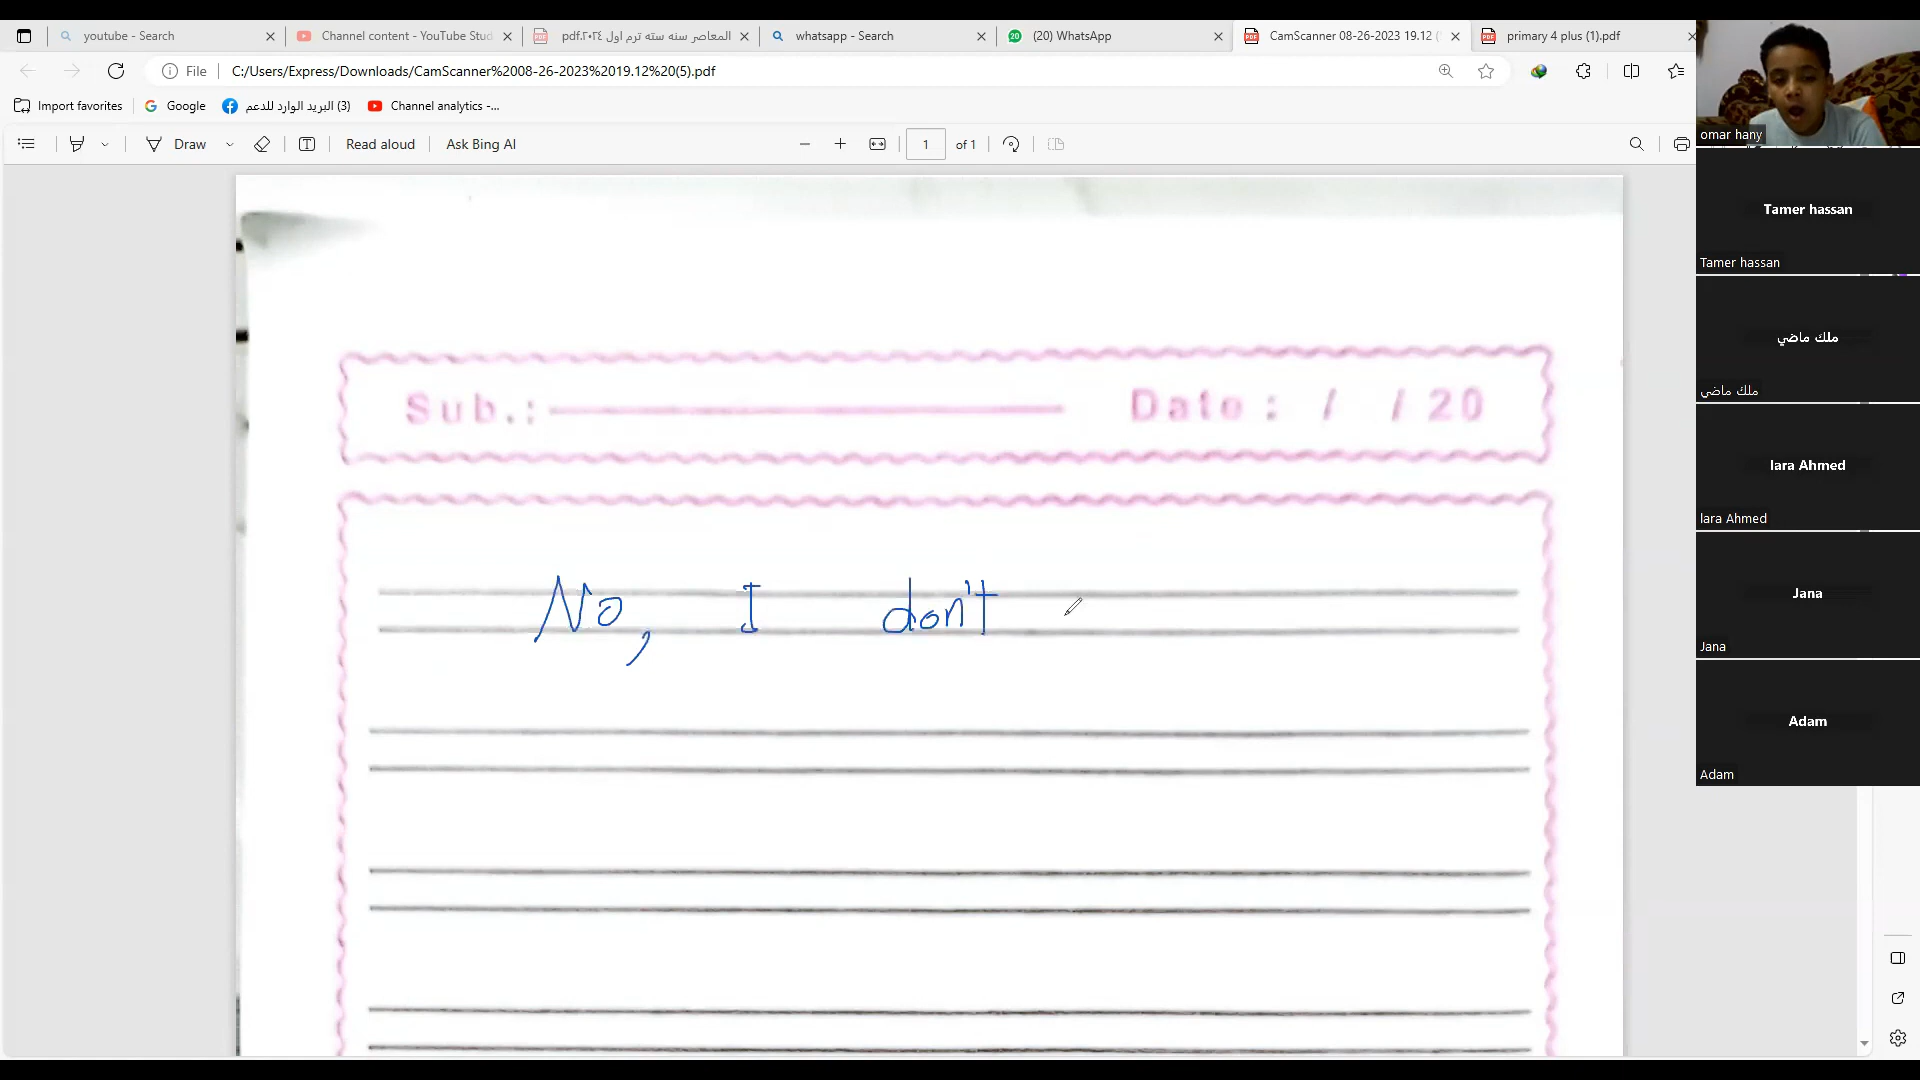 youtube - Search
Channel content - YouTube Stud
المعاصر سنه سته ترم اول ٢٠٢٤.pdf
whatsapp - Search
20
(20) WhatsApp
CamScanner 08-26-2023 19.12 (
primary 4 plus (1).pdf
File
C:/Users/Express/Downloads/CamScanner%2008-26-2023%2019.12%20(5).pdf
Import favorites
Google
(3) البريد الوارد للدعم
Channel analytics -...
Draw
Read aloud
Ask Bing AI
1
of 1
Sub.:
Date: / /20
No, I don't
omar hany
Tamer hassan
Tamer hassan
ملك ماضي
ملك ماضي
lara Ahmed
lara Ahmed
Jana
Jana
Adam
Adam